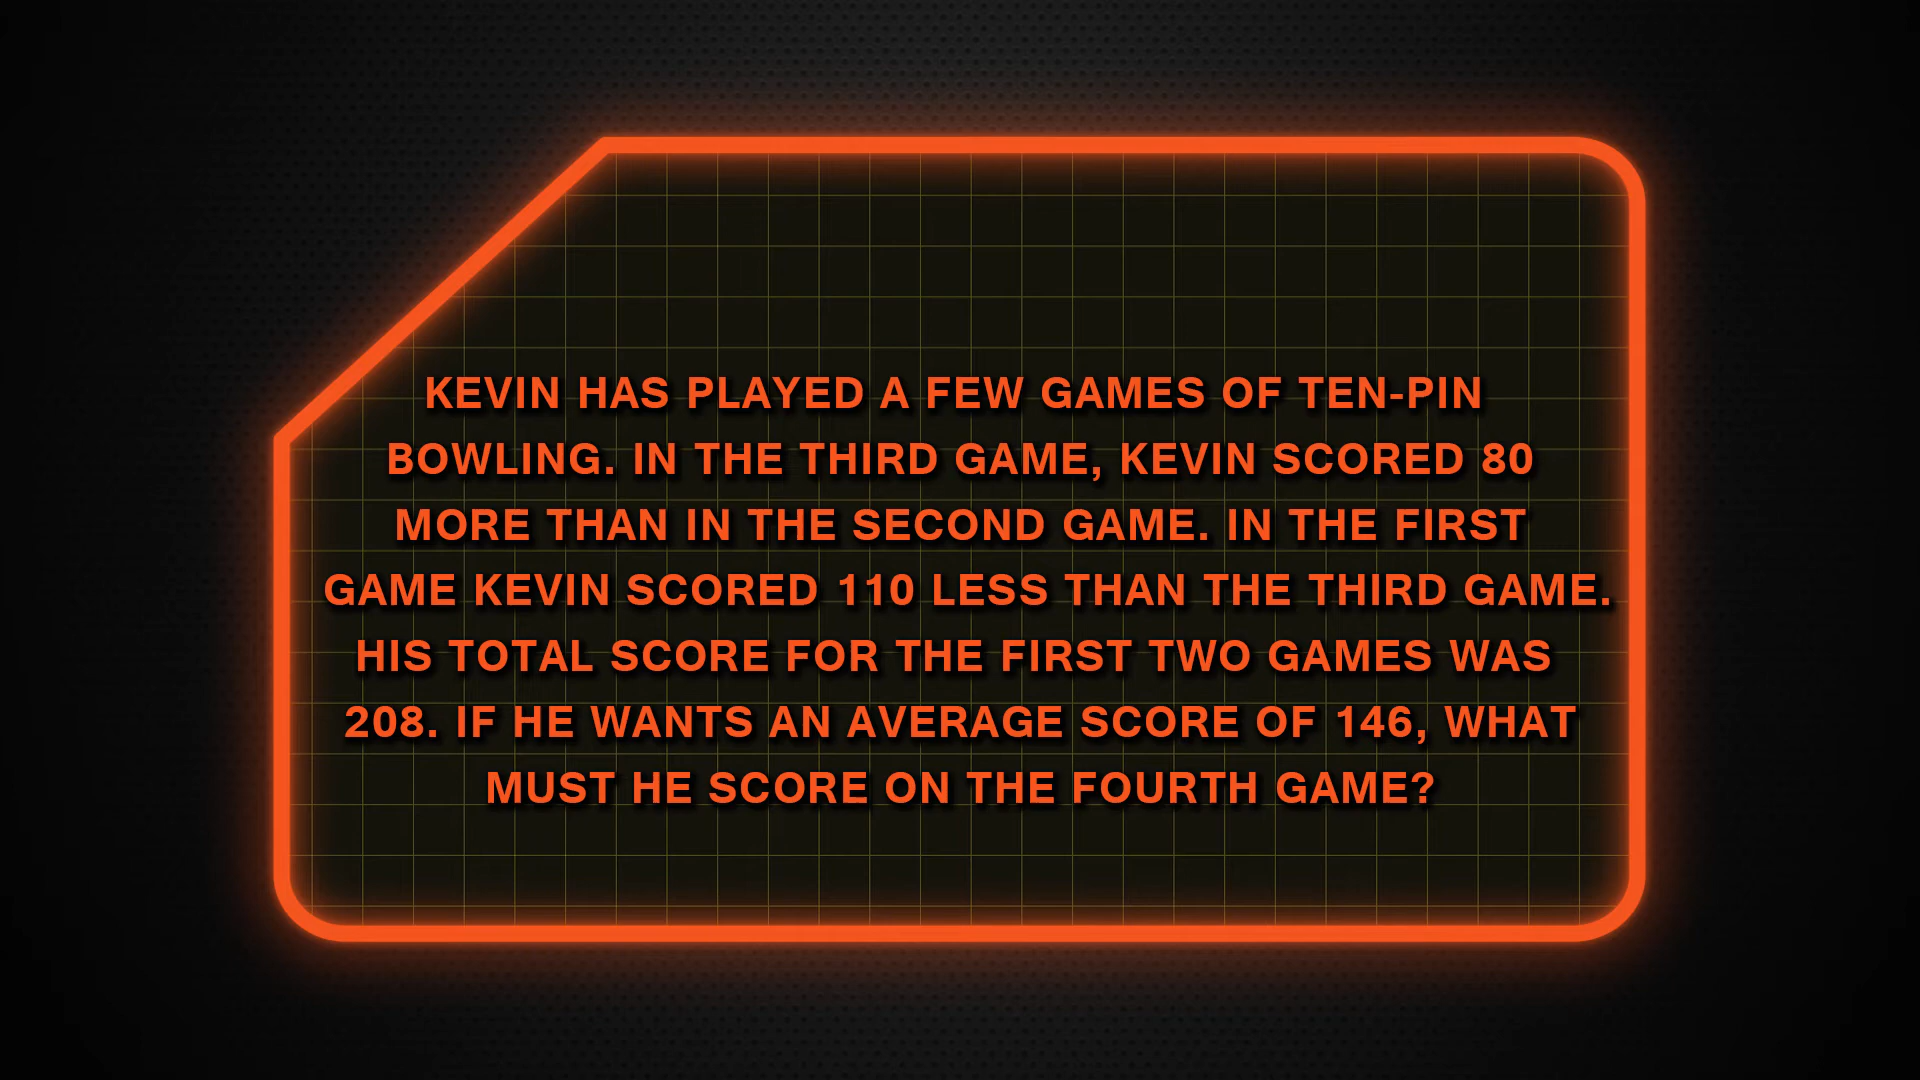 KEVIN HAS PLAYED A FEW GAMES OF TEN-PIN
BOWLING. IN THE THIRD GAME, KEVIN SCORED 80
MORE THAN IN THE SECOND GAME. IN THE FIRST
GAME KEVIN SCORED 110 LESS THAN THE THIRD GAME.
HIS TOTAL SCORE FOR THE FIRST TWO GAMES WAS
208. IF HE WANTS AN AVERAGE SCORE OF 146, WHAT
MUST HE SCORE ON THE FOURTH GAME?